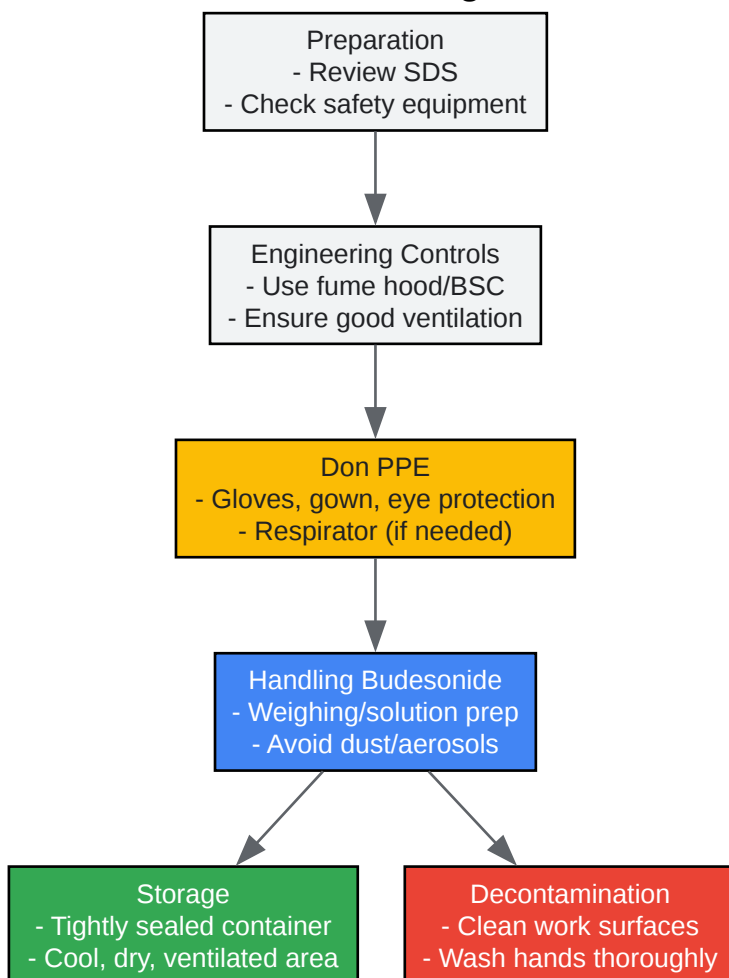 Preparation
- Review SDS
- Check safety equipment
Engineering Controls
- Use fume hood/BSC
- Ensure good ventilation
Don PPE
- Gloves, gown, eye protection
- Respirator (if needed)
Handling Budesonide
- Weighing/solution prep
- Avoid dust/aerosols
Storage
- Tightly sealed container
- Cool, dry, ventilated area
Decontamination
- Clean work surfaces
- Wash hands thoroughly